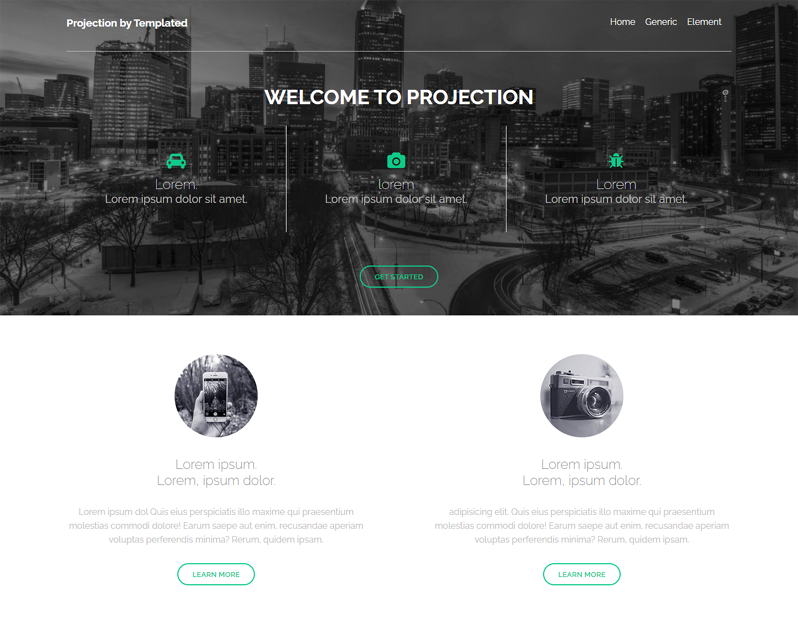 Projection by Templated
Home Generic Element
WELCOME TO PROJECTION
Lorem.
Lorem ipsum dolor sit amet.
lorem
Lorem ipsum dolor sit amet.
Lorem
Lorem ipsum dolor sit amet.
GET STARTED
Lorem ipsum.
Lorem, ipsum dolor.
Lorem ipsum dol Quis eius perspiciatis illo maxime qui praesentium
molestias commodi dolore! Earum saepe aut enim, recusandae aperiam
voluptas perferendis minima? Rerum, quidem ipsam.
LEARN MORE
Lorem ipsum.
Lorem, ipsum dolor.
adipisicing elit. Quis eius perspiciatis illo maxime qui praesentium
molestias commodi dolore! Earum saepe aut enim, recusandae aperiam
voluptas perferendis minima? Rerum, quidem ipsam.
LEARN MORE